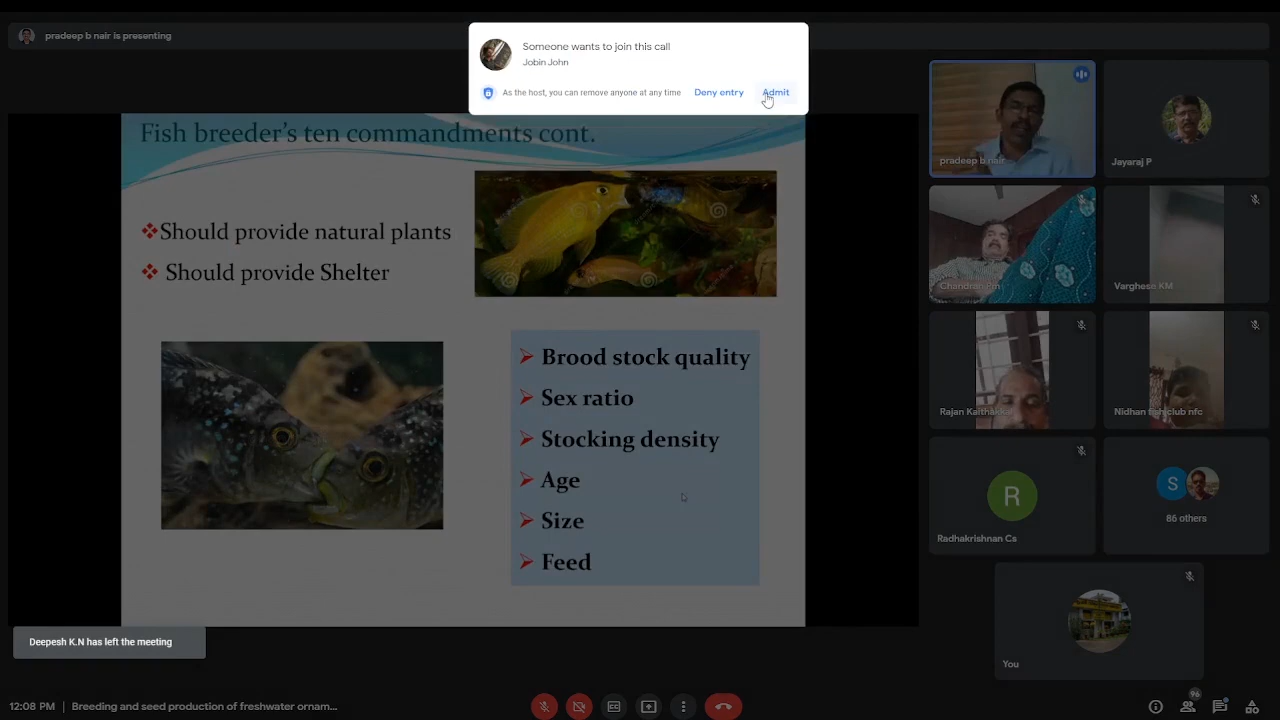 pradeep b nair is presenting
Someone wants to join this call
Jobin John
As the host, you can remove anyone at any time
Deny entry
Admit
Fish breeder's ten commandments cont.
Should provide natural plants
Should provide Shelter
Brood stock quality
Sex ratio
Stocking density
Age
Size
Feed
pradeep b nair
Jayaraj P
Chandran Pm
Varghese KM
Rajan Kaithakkal
Nidhan fish club nfc
R
Radhakrishnan Cs
S
86 others
You
Deepesh K.N has left the meeting
12:08 PM | Breeding and seed production of freshwater ornam...
96